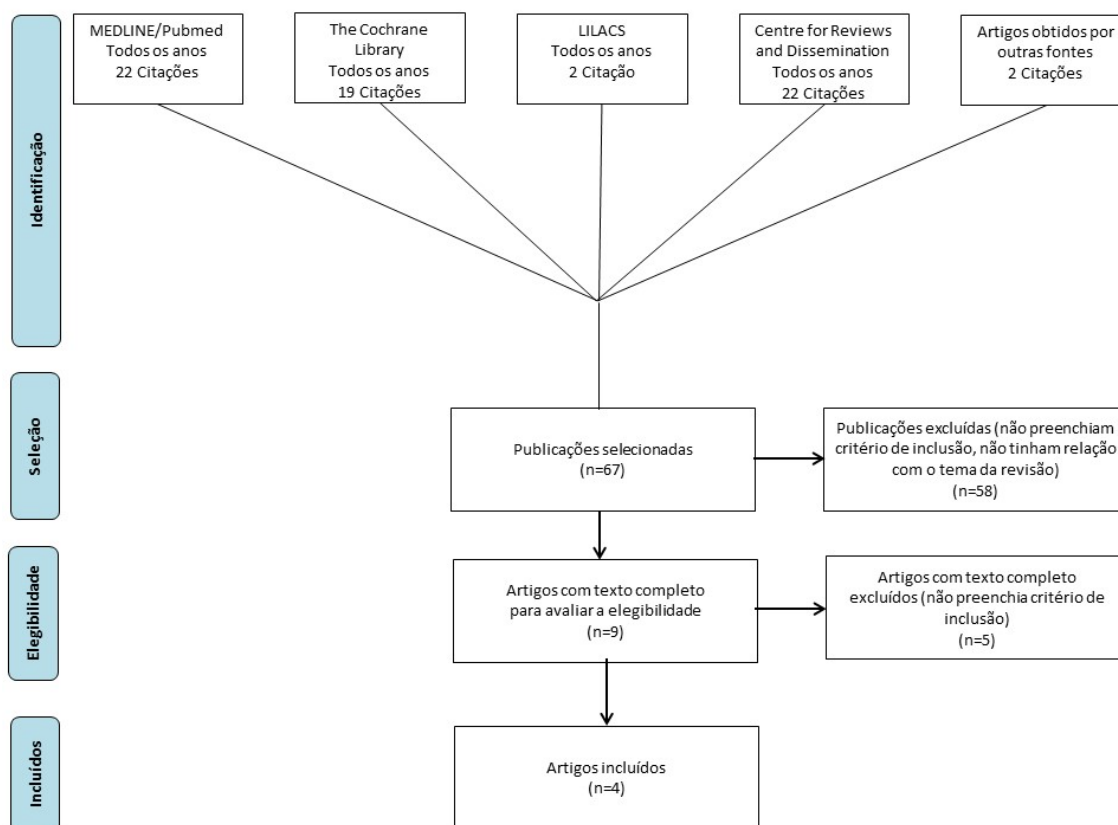 MEDLINE/Pubmed
Todos os anos
22 Citações
The Cochrane
Library
Todos os anos
19 Citações
LILACS
Todos os anos
2 Citação
Centre for Reviews
and Dissemination
Todos os anos
22 Citações
Artigos obtidos por
outras fontes
2 Citações
Identificação
Seleção
Publicações selecionadas
(n=67)
Publicações excluídas (não preenchiam
critério de inclusão, não tinham relação
com o tema da revisão)
(n=58)
Elegibilidade
Artigos com texto completo
para avaliar a elegibilidade
(n=9)
Artigos com texto completo
excluídos (não preenchia critério de
inclusão)
(n=5)
Incluídos
Artigos incluídos
(n=4)